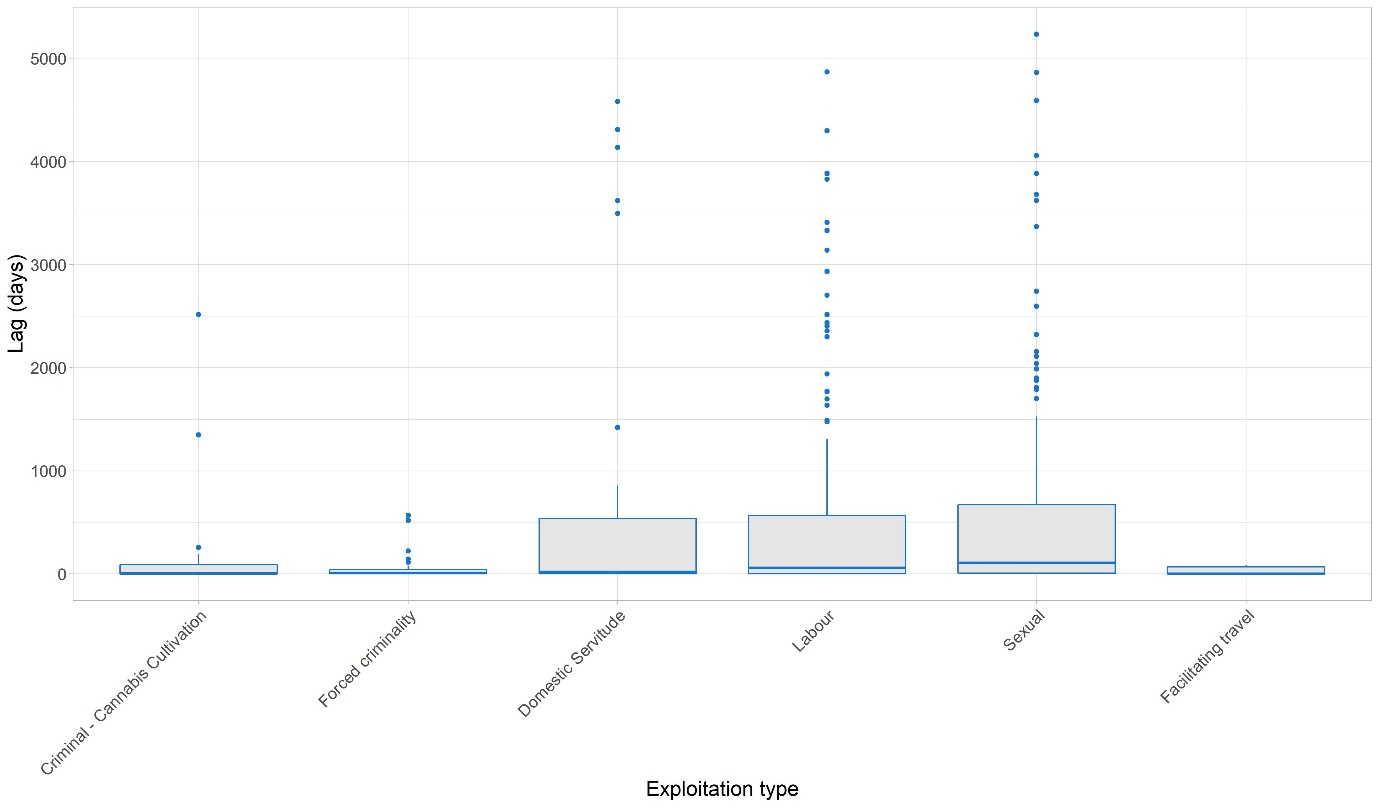 5000
4000
3000
2000
1000
0
Lag (days)
Criminal - Cannabis Cultivation
Forced criminality
Domestic Servitude
Labour
Sexual
Facilitating travel
Exploitation type